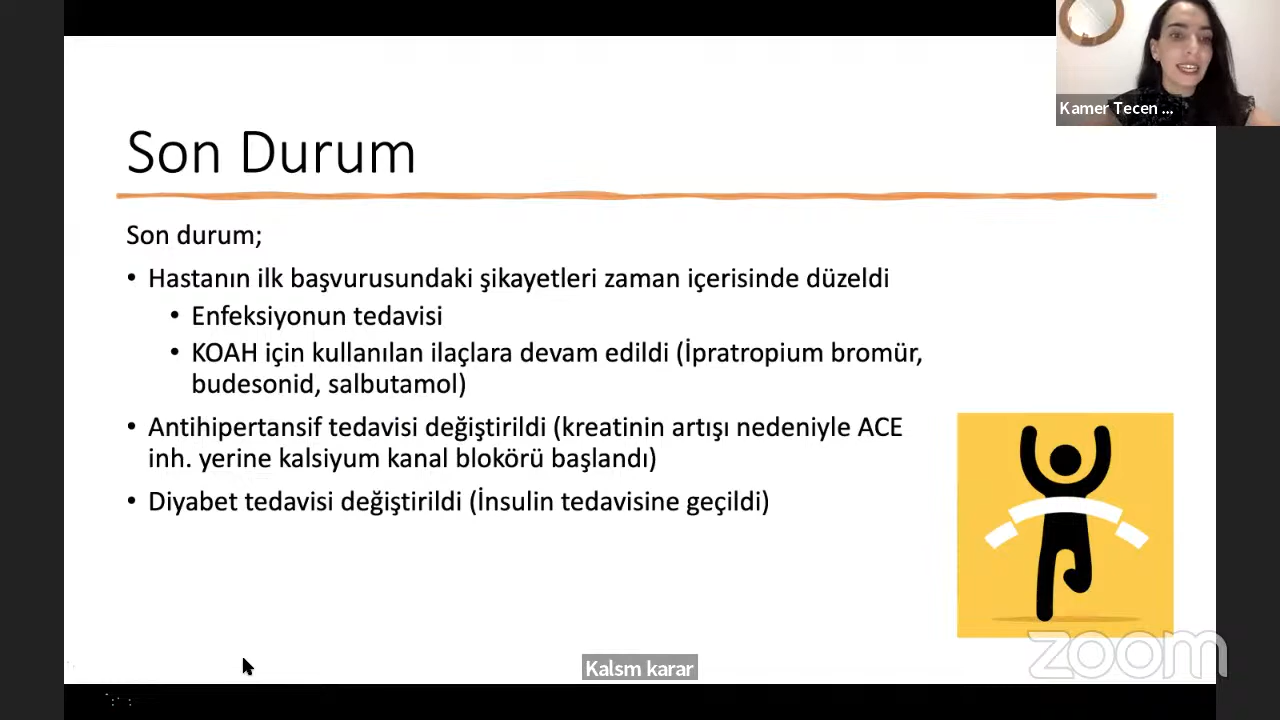 Kamer Tecen ...
Son Durum
Son durum;
• Hastanın ilk başvurusundaki şikayetleri zaman içerisinde düzeldi
• Enfeksiyonun tedavisi
• KOAH için kullanılan ilaçlara devam edildi (İpratropium bromür,
budesonid, salbutamol)
• Antihipertansif tedavisi değiştirildi (kreatinin artışı nedeniyle ACE
inh. yerine kalsiyum kanal blokörü başlandı)
• Diyabet tedavisi değiştirildi (İnsulin tedavisine geçildi)
zoom
Kalsm karar